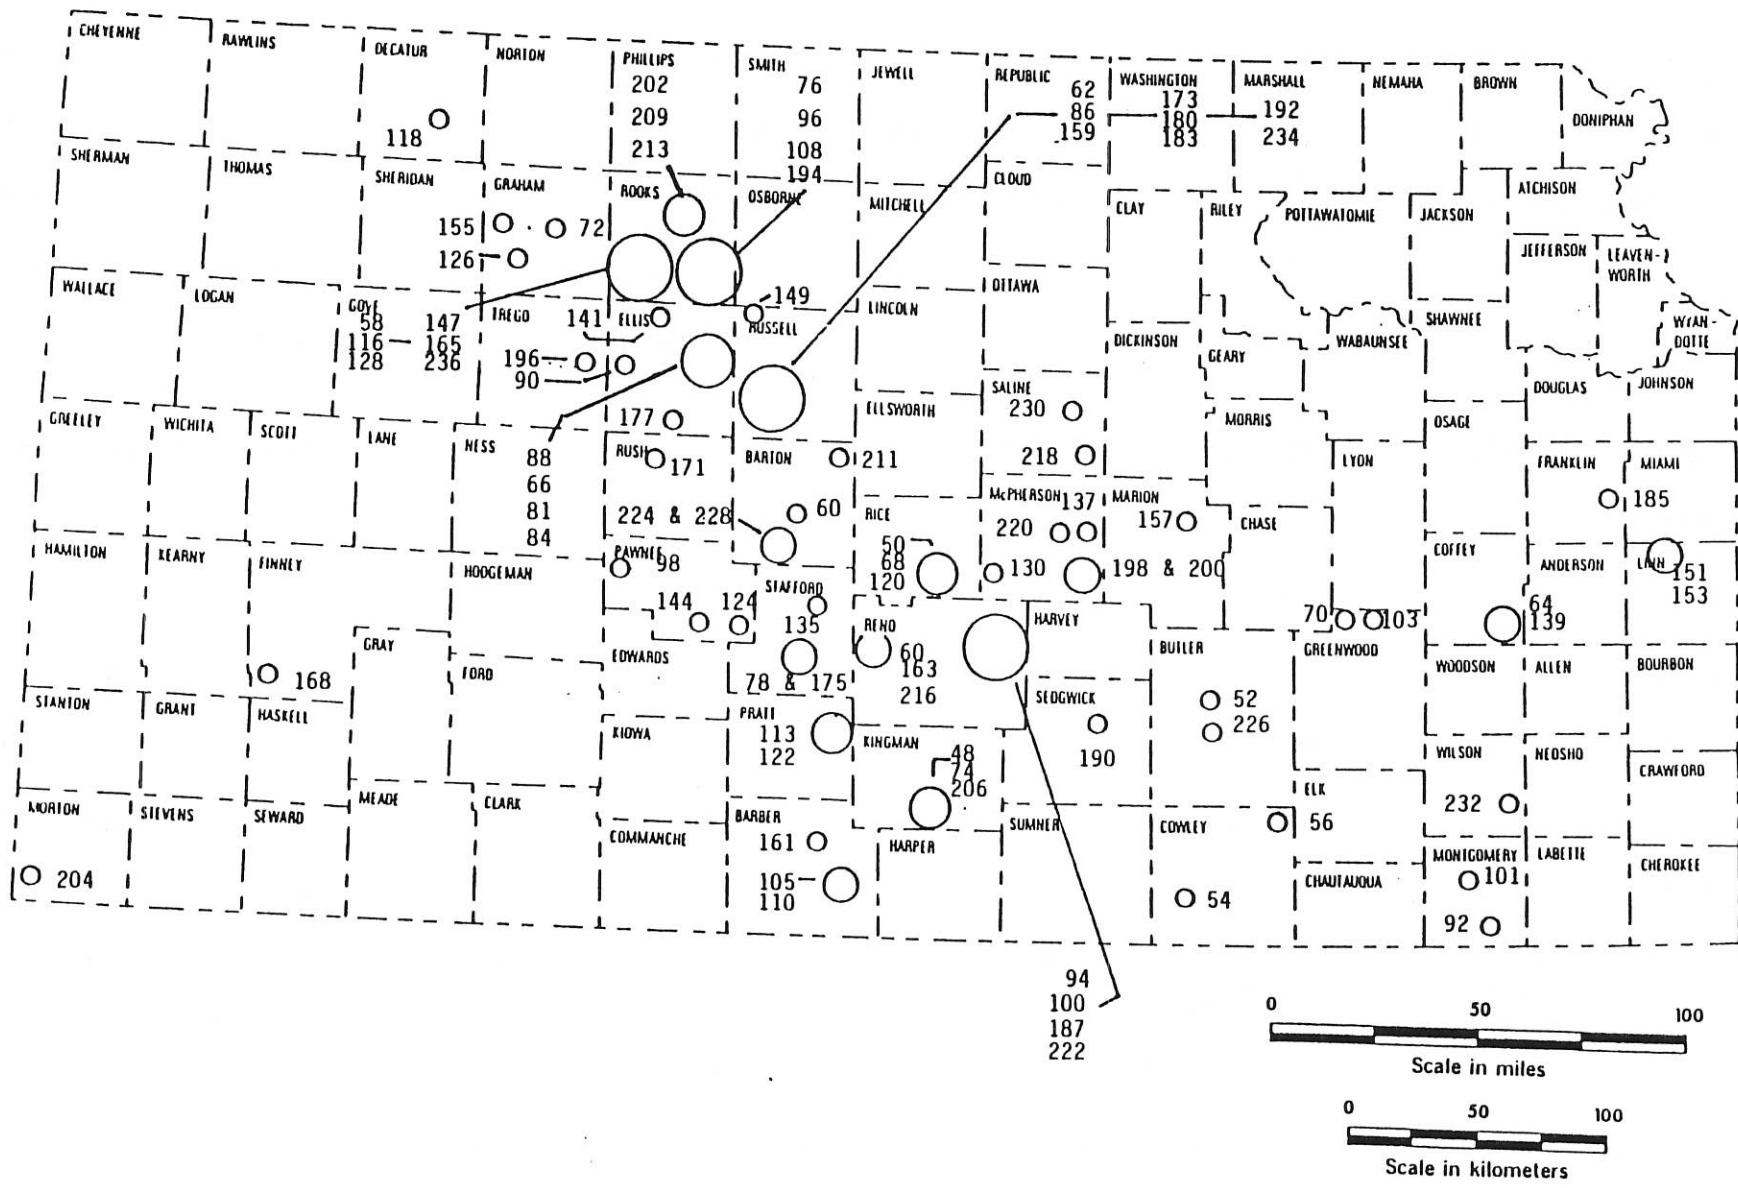 CHEYENNE
RAWLINS
DECATUR
NORTON
PHILLIPS
SMITH
JEWELL
REPUBLIC
WASHINGTON
MARSHALL
NEMAHA
BROWN
DONIPHAN
118
202
209
213
76
96
108
194
62
86
159
173
180
183
192
234
SHERMAN
THOMAS
SHERIDAN
GRAHAM
ROOKS
OSBORNE
MITCHELL
CLOUD
CLAY
RILEY
POTTAWATOMIE
JACKSON
ATCHISON
JEFFERSON
LEAVEN-
WORTH
155
72
126
WALLACE
LOGAN
GOVE
58 147
116 165
128 236
TREGO
141
ELLIS
149
RUSSELL
LINCOLN
OTTAWA
DICKINSON
GEARY
WABAUNSEE
SHAWNEE
WYAN-
DOTTE
DOUGLAS
JOHNSON
196
90
177
GREELEY
WICHITA
SCOTT
LANE
NESS
88
66
81
84
RUSH
171
BARTON
211
ELLSWORTH
SALINE
230
218
MORRIS
LYON
OSAGE
FRANKLIN
MIAMI
185
224 & 228
60
RICE
50
68
120
McPHERSON
137
220
130
MARION
157
198 & 200
CHASE
HAMILTON
KEARNY
FINNEY
HODGEMAN
PAWNEE
98
144
124
STAFFORD
135
78 & 175
COFFEY
64
139
ANDERSON
LINN
151
153
168
GRAY
FORD
EDWARDS
RENO
60
163
216
HARVEY
BUTLER
52
226
70
103
GREENWOOD
WOODSON
ALLEN
BOURBON
STANTON
GRANT
HASKELL
KIOWA
PRATT
113
122
KINGMAN
48
74
206
SEDGWICK
190
WILSON
232
NEOSHO
CRAWFORD
MORTON
204
STEVENS
SEWARD
MEADE
CLARK
COMMANCHE
BARBER
161
105
110
HARPER
SUMNER
COWLEY
54
ELK
56
CHAUTAUQUA
MONTGOMERY
101
92
LABETTE
CHEROKEE
94
100
187
222
0 50 100
Scale in miles
0 50 100
Scale in kilometers